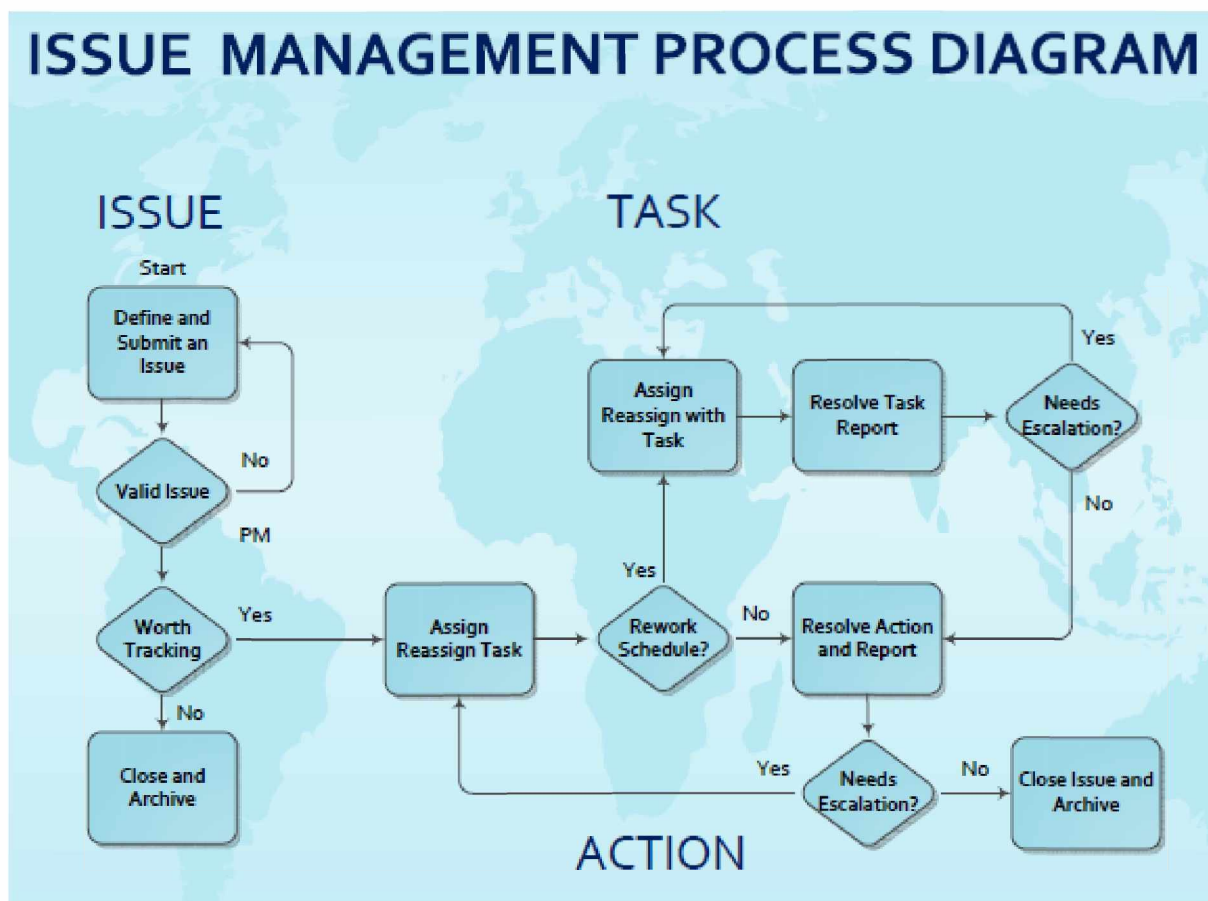 ISSUE MANAGEMENT PROCESS DIAGRAM
ISSUE
TASK
Start
Define and
Submit an
Issue
No
Valid Issue
PM
Worth
Tracking
Yes
No
Close and
Archive
Assign
Reassign Task
Rework
Schedule?
Yes
No
Assign
Reassign with
Task
Resolve Task
Report
Needs
Escalation?
Yes
No
Resolve Action
and Report
Needs
Escalation?
Yes
No
Close Issue and
Archive
ACTION